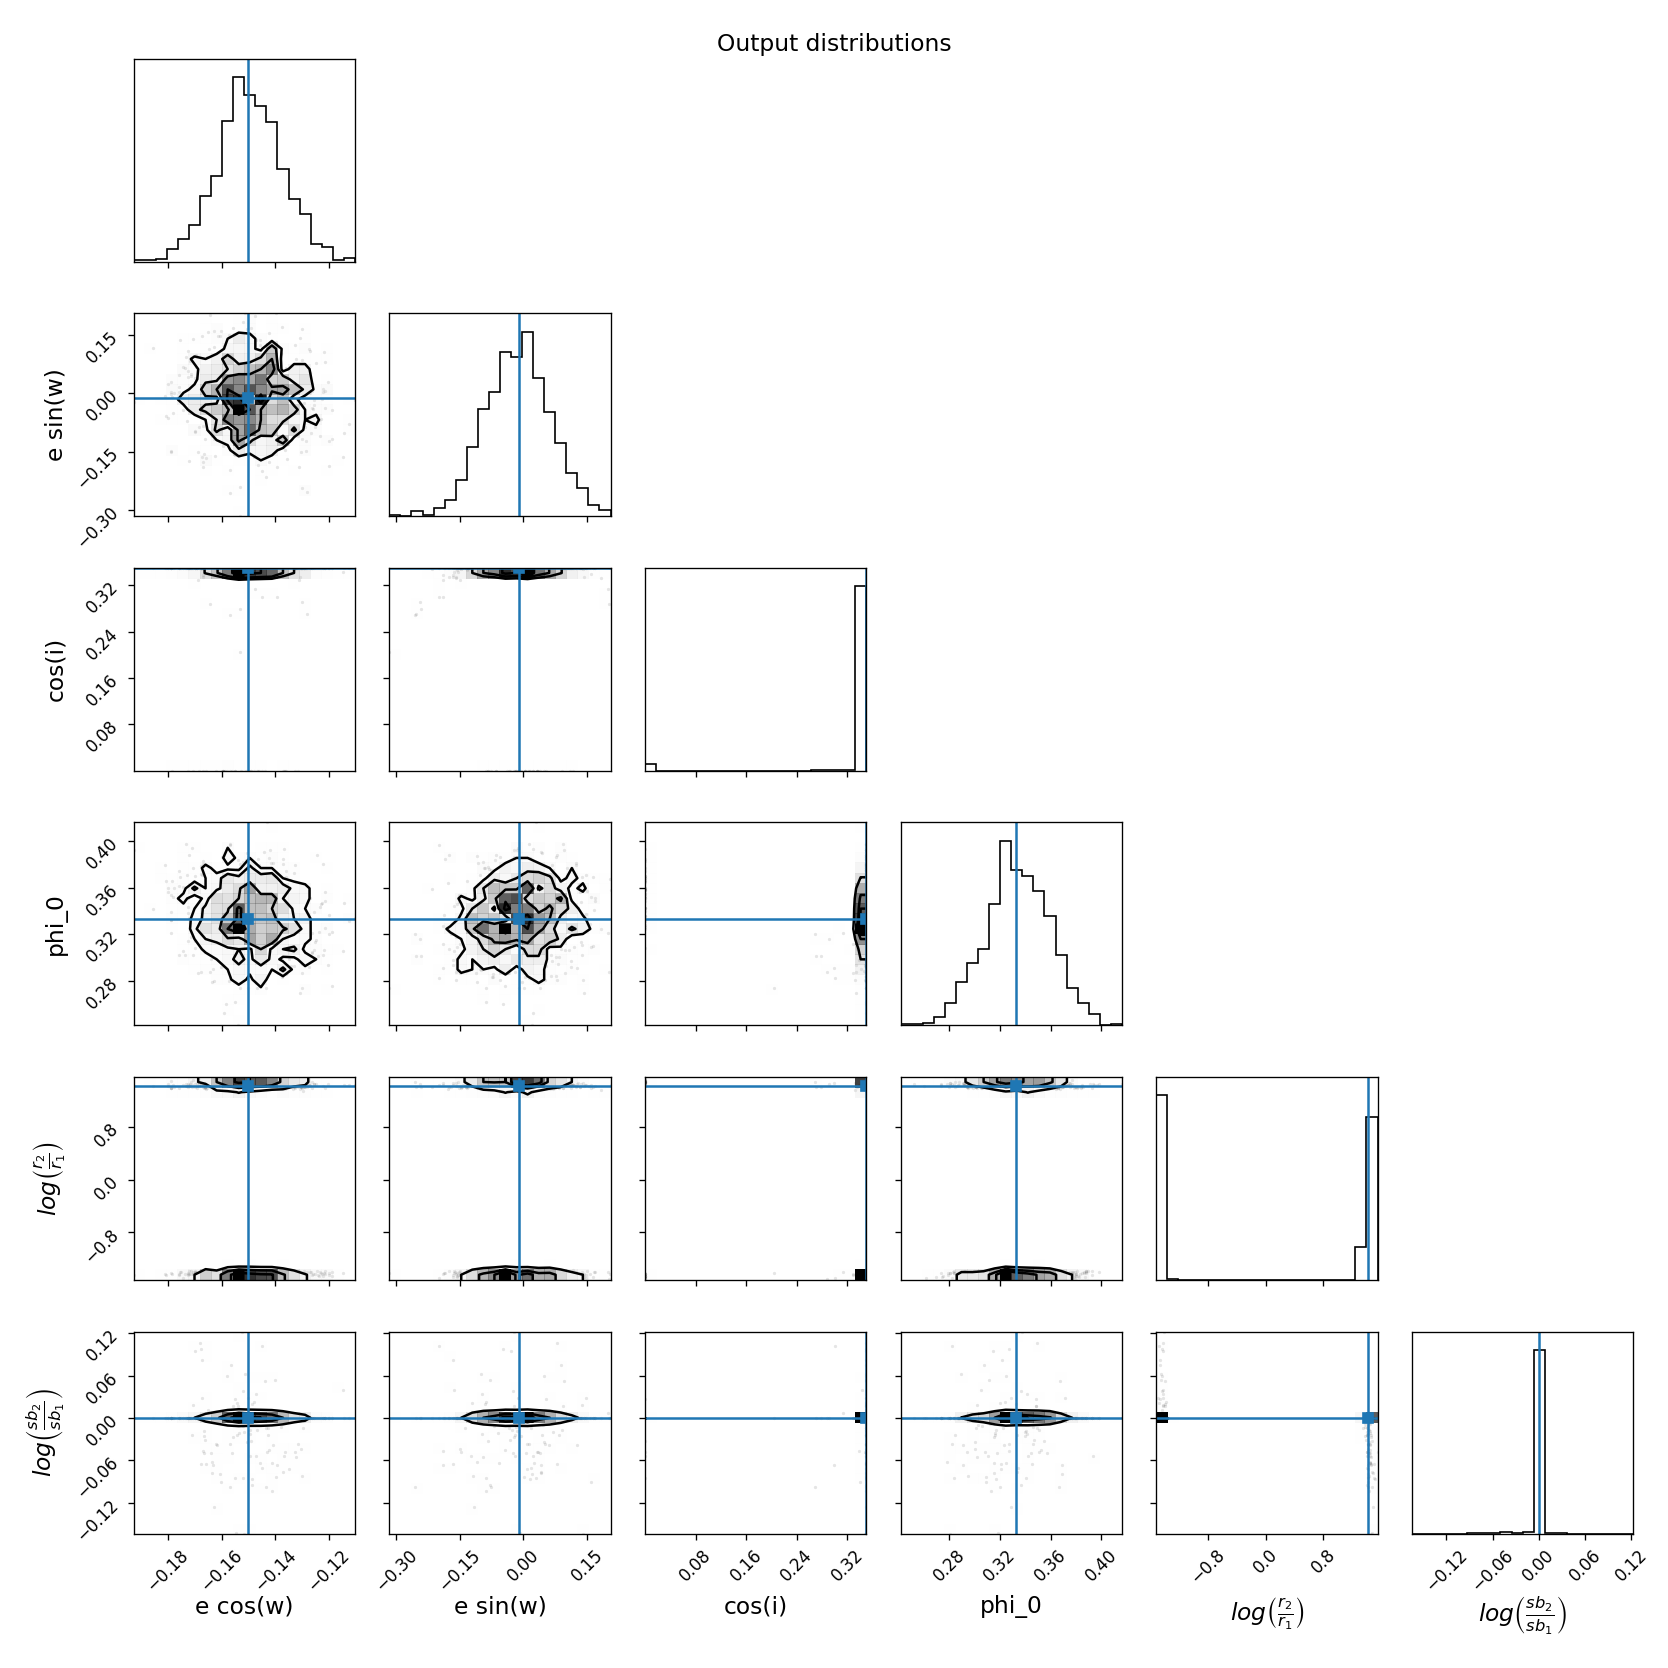 Output distributions
e sin(w)
0.15
0.00
−0.15
−0.30
cos(i)
0.32
0.24
0.16
0.08
phi_0
0.40
0.36
0.32
0.28
log(r2/r1)
0.8
0.0
−0.8
log(sb2/sb1)
0.12
0.06
0.00
−0.06
−0.12
−0.18 −0.16 −0.14 −0.12
e cos(w)
−0.30 −0.15 0.00 0.15
e sin(w)
0.08 0.16 0.24 0.32
cos(i)
0.28 0.32 0.36 0.40
phi_0
−0.8 0.0 0.8
log(r2/r1)
−0.12 −0.06 0.00 0.06 0.12
log(sb2/sb1)